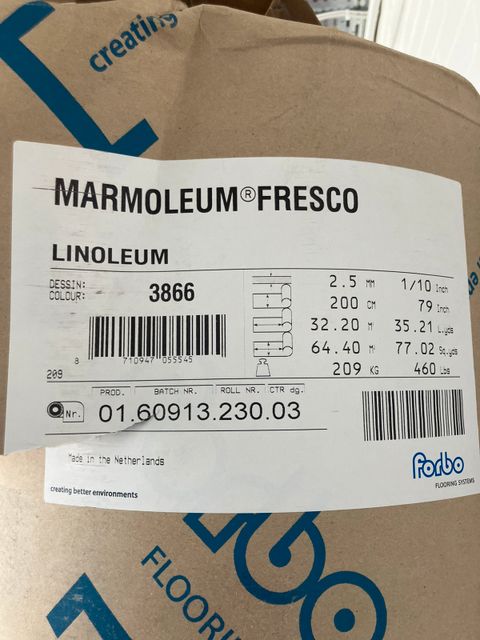 creating
MARMOLEUM®FRESCO
LINOLEUM
DESSIN:
COLOUR: 3866
2.5 MM 1/10 Inch
200 CM 79 Inch
32.20 M¹ 35.21 L.yds
64.40 M² 77.02 Sq.yds
209 KG 460 Lbs
8 710947 055545
209
PROD. BATCH NR. ROLL NR. CTR dg.
Nr. 01.60913.230.03
Made in the Netherlands
forbo
FLOORING SYSTEMS
creating better environments
FLOORIN